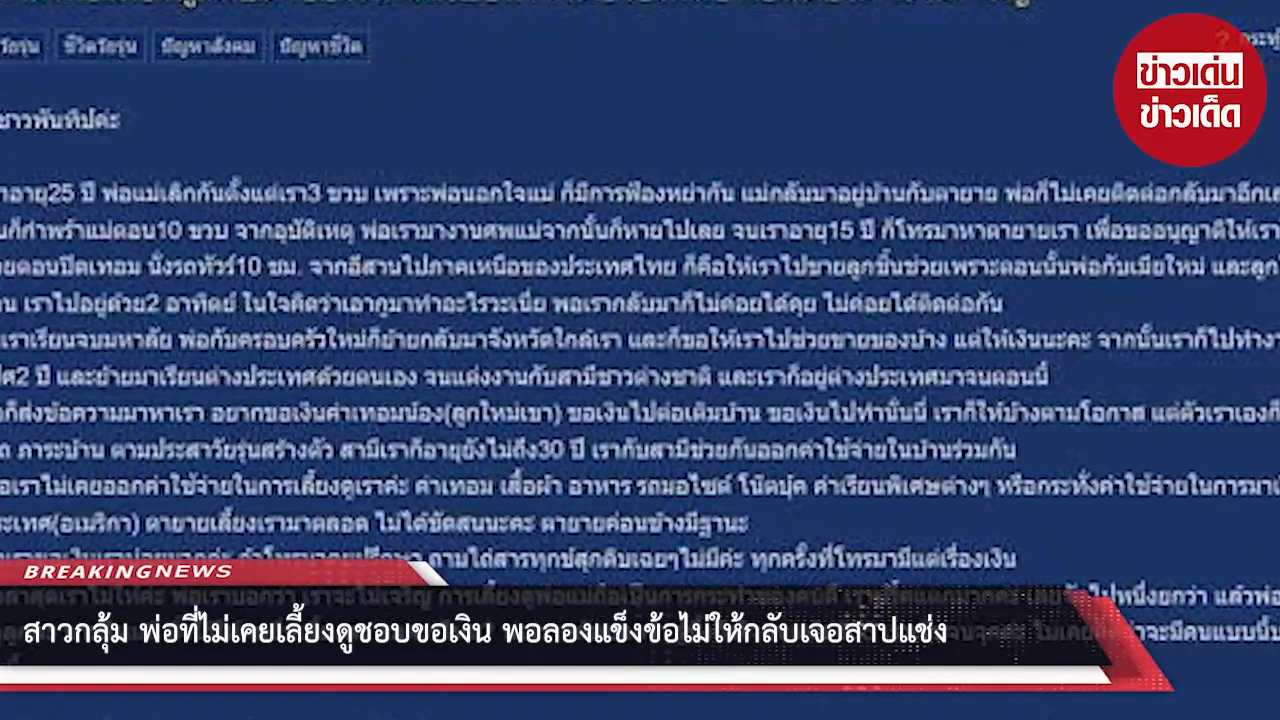 วัยรุ่น ชีวิตวัยรุ่น ปัญหาสังคม ปัญหาชีวิต
ข่าวเด่น
ข่าวเด็ด
ชาวพันทิปค่ะ
อายุ25 ปี พ่อแม่เลิกกันตั้งแต่เรา3 ขวบ เพราะพ่อนอกใจแม่ ก็มีการฟ้องหย่ากัน แม่กลับมาอยู่บ้านกับตายาย พ่อก็ไม่เคยติดต่อกลับมาอีก
ก็กำพร้าแม่ตอน10 ขวบ จากอุบัติเหตุ พ่อเรามางานศพแม่จากนั้นก็หายไปเลย จนเราอายุ15 ปี ก็โทรมาหาตายายเรา เพื่อขออนุญาติให้เรา
ตอนปิดเทอม นั่งรถทัวร์10 ชม. จากอีสานไปภาคเหนือของประเทศไทย ก็คือให้เราไปขายลูกชิ้นช่วยเพราะตอนนั้นพ่อกับเมียใหม่ และลูก
เราไปอยู่ด้วย2 อาทิตย์ ในใจคิดว่าเอากูมาทำอะไรวะเนี่ย พอเรากลับมาก็ไม่ค่อยได้คุย ไม่ค่อยได้ติดต่อกัน
เราเรียนจบมหาลัย พ่อกับครอบครัวใหม่ก็ย้ายกลับมาจังหวัดใกล้เรา และก็ขอให้เราไปช่วยขายของบ้าง แต่ให้เงินนะคะ จากนั้นเราก็ไปทำงา
2 ปี และย้ายมาเรียนต่างประเทศด้วยตนเอง จนแต่งงานกับสามีชาวต่างชาติ และเราก็อยู่ต่างประเทศมาจนตอนนี้
ก็ส่งข้อความมาหาเรา อยากขอเงินค่าเทอมน้อง(ลูกใหม่เขา) ขอเงินไปต่อเติมบ้าน ขอเงินไปทำนั่นนี่ เราก็ให้บ้างตามโอกาส แต่ตัวเราเองก็
ภาระบ้าน ตามประสาวัยรุ่นสร้างตัว สามีเราก็อายุยังไม่ถึง30 ปี เรากับสามีช่วยกันออกค่าใช้จ่ายในบ้านร่วมกัน
เราไม่เคยออกค่าใช้จ่ายในการเลี้ยงดูเราค่ะ ค่าเทอม เสื้อผ้า อาหาร รถมอไซด์ โน๊ตบุ๊ค ค่าเรียนพิเศษต่างๆ หรือกระทั่งค่าใช้จ่ายในการมา
ประเทศ(อเมริกา) ตายายเลี้ยงเรามาตลอด ไม่ได้ขัดสนนะคะ ตายายค่อนข้างมีฐานะ
ถามไถ่สารทุกข์สุกดิบเฉยๆไม่มีค่ะ ทุกครั้งที่โทรมามีแต่เรื่องเงิน
BREAKING NEWS
สาวกลุ้ม พ่อที่ไม่เคยเลี้ยงดูชอบขอเงิน พอลองแข็งข้อไม่ให้กลับเจอสาปแช่ง